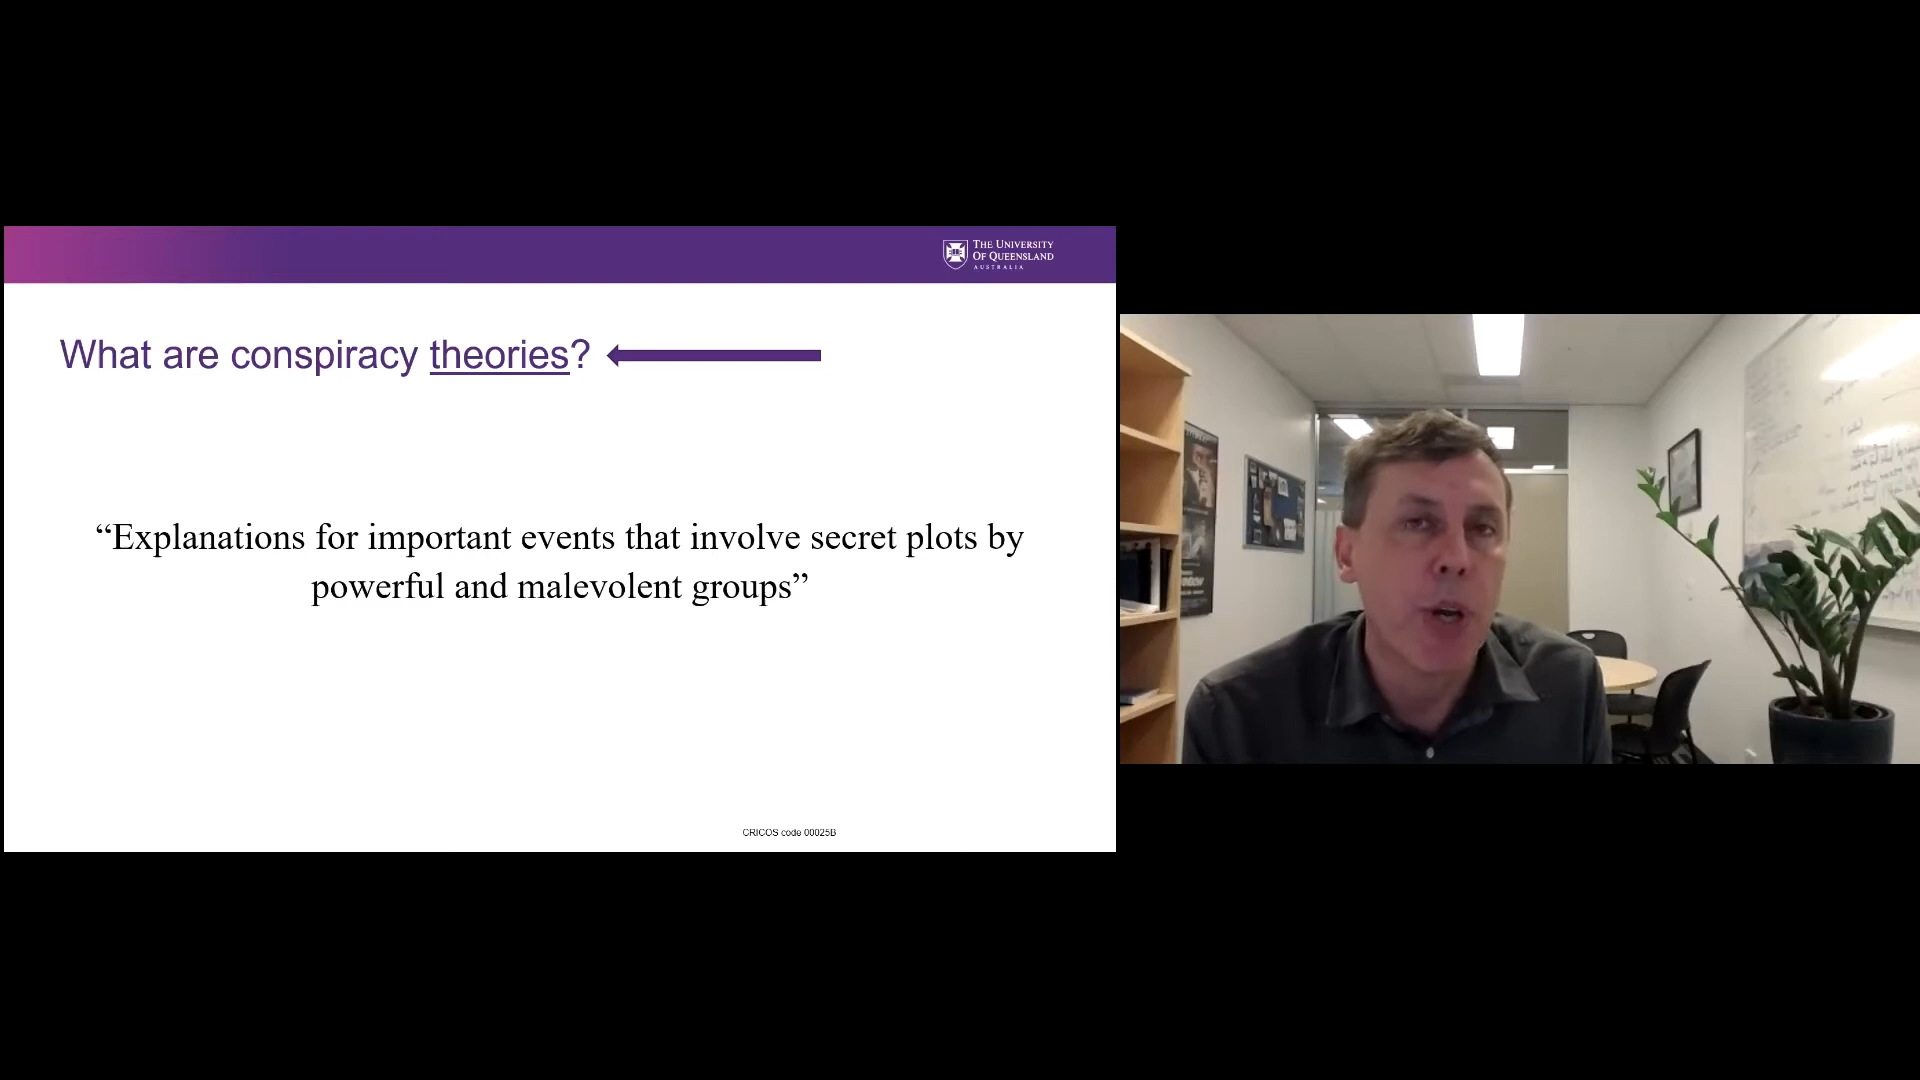 THE UNIVERSITY
OF QUEENSLAND
AUSTRALIA
What are conspiracy theories?
“Explanations for important events that involve secret plots by
powerful and malevolent groups”
CRICOS code 00025B